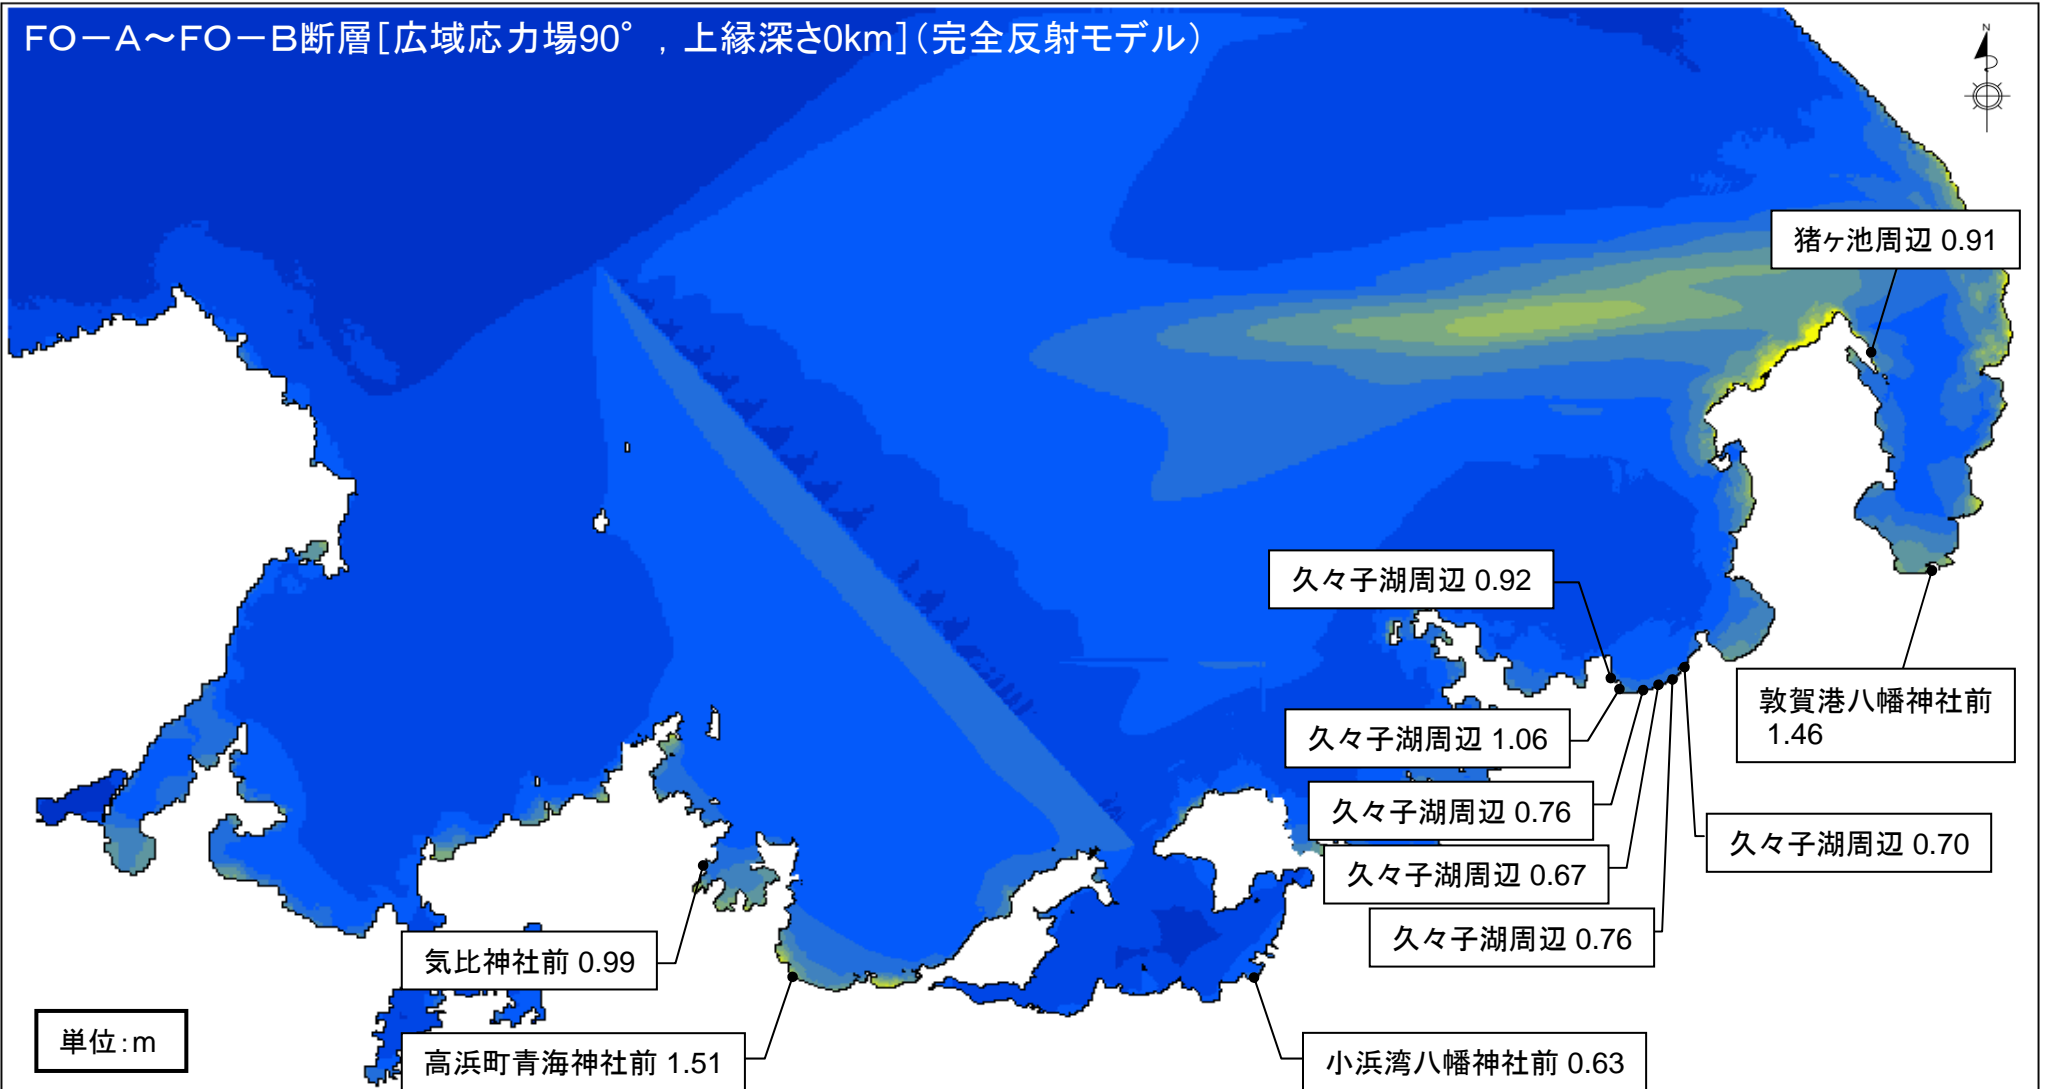 FO－A～FO－B断層[広域応力場90°，上縁深さ0km]（完全反射モデル）
N
猪ヶ池周辺 0.91
久々子湖周辺 0.92
敦賀港八幡神社前
1.46
久々子湖周辺 1.06
久々子湖周辺 0.76
久々子湖周辺 0.70
久々子湖周辺 0.67
久々子湖周辺 0.76
気比神社前 0.99
単位：m
高浜町青海神社前 1.51
小浜湾八幡神社前 0.63